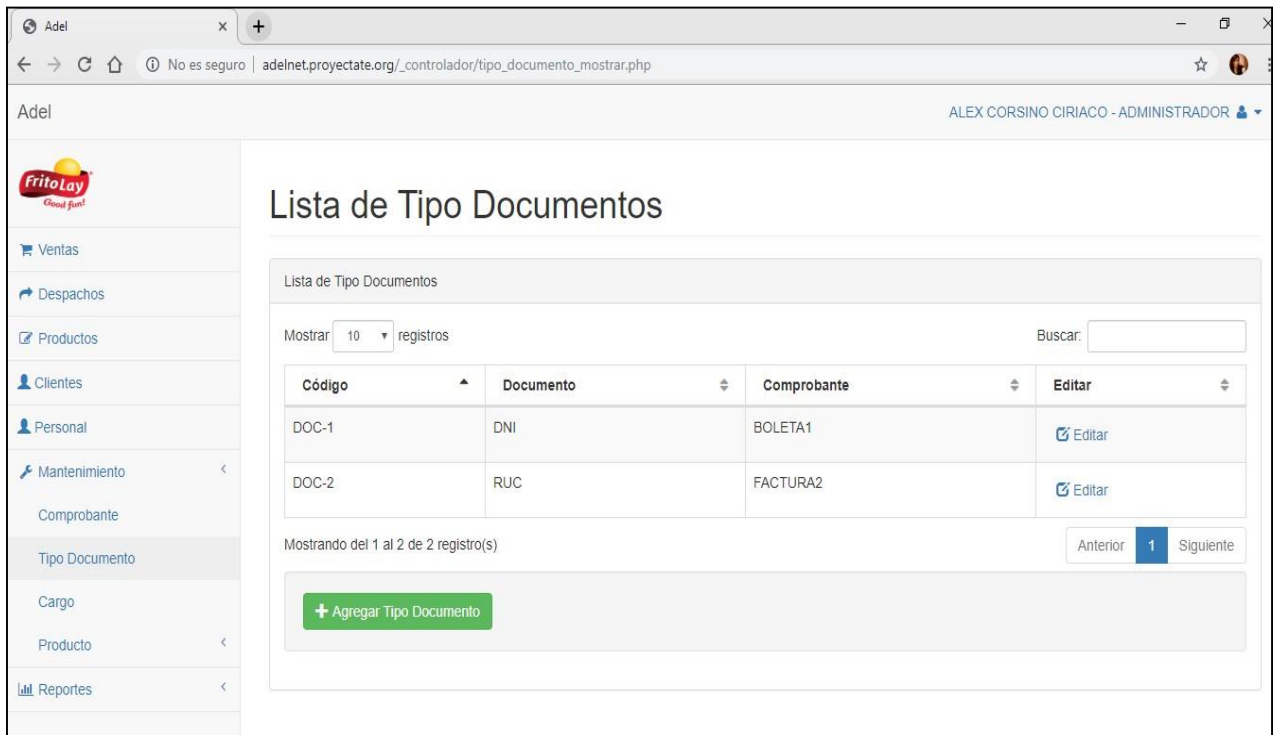 Adel
No es seguro | adelnet.proyectate.org/_controlador/tipo_documento_mostrar.php
Adel
ALEX CORSINO CIRIACO - ADMINISTRADOR
FritoLay
Good fun!
Ventas
Despachos
Productos
Clientes
Personal
Mantenimiento
Comprobante
Tipo Documento
Cargo
Producto
Reportes
Lista de Tipo Documentos
Lista de Tipo Documentos
Mostrar 10 registros
Buscar:
Código Documento Comprobante Editar
DOC-1 DNI BOLETA1 Editar
DOC-2 RUC FACTURA2 Editar
Mostrando del 1 al 2 de 2 registro(s)
Anterior 1 Siguiente
+ Agregar Tipo Documento